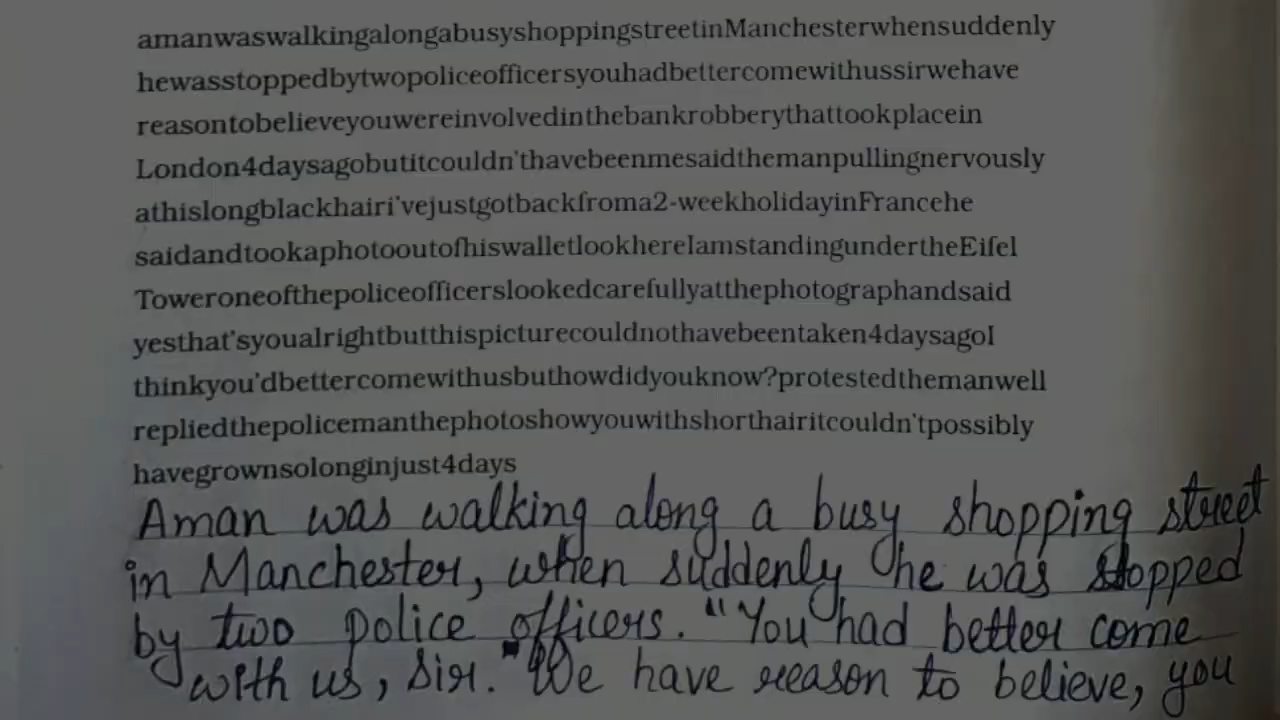 amanwaswalkingalongabusyshoppingstreetinManchesterwhensuddenly
hewasstoppedbytwopoliceofficersyouhadbettercomewithussirwehave
reasontobelieveyouwereinvolvedinthebankrobberythattookplacein
London4daysagobutitcouldn'thavebeenmesaidthemanpullingnervously
athislongblackhairi'vejustgotbackfroma2-weekholidayinFrancehe
saidandtookaphotooutofhiswalletlookhereIamstandingundertheEifel
Toweroneofthepoliceofficerslookedcarefullyatthephotographandsaid
yesthat'syoualrightbutthispicturecouldnothavebeentaken4daysagoI
thinkyou'dbettercomewithusbuthowdidyouknow?protestedthemanwell
repliedthepolicemanthephotoshowyouwithshorthairitcouldn'tpossibly
havegrownsolonginjust4days
Aman was walking along a busy shopping street
in Manchester, when suddenly he was stopped
by two police officers. "You had better come
with us, Sir." We have reason to believe, you